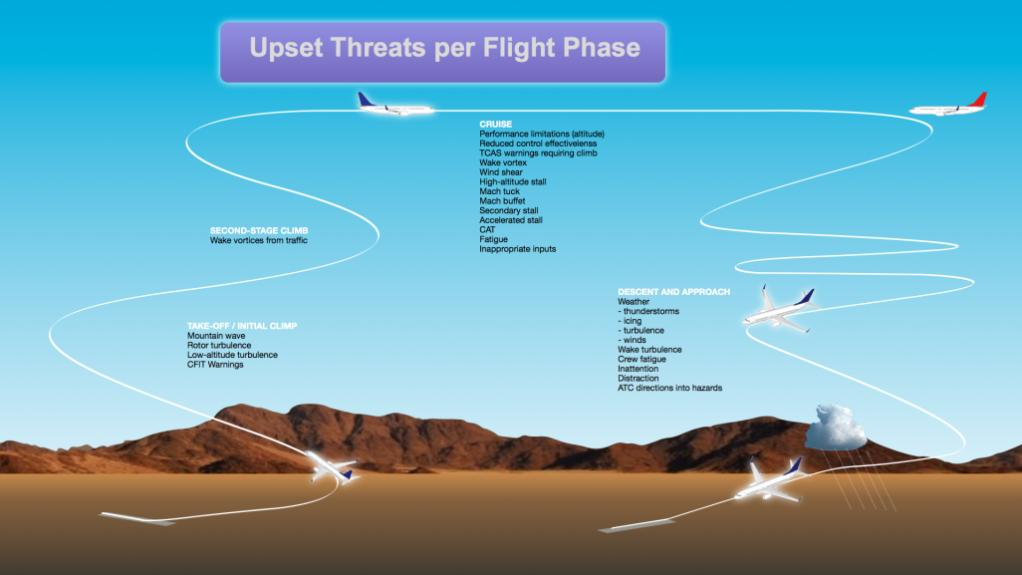 Upset Threats per Flight Phase
CRUISE
Performance limitations (altitude)
Reduced control effectivelenss
TCAS warnings requiring climb
Wake vortex
Wind shear
High-altitude stall
Mach tuck
Mach buffet
Secondary stall
Accelerated stall
CAT
Fatigue
Inappropriate inputs
SECOND-STAGE CLIMB
Wake vortices from traffic
TAKE-OFF / INITIAL CLIMP
Mountain wave
Rotor turbulence
Low-altitude turbulence
CFIT Warnings
DESCENT AND APPROACH
Weather
- thunderstorms
- icing
- turbulence
- winds
Wake turbulence
Crew fatigue
Inattention
Distraction
ATC directions into hazards